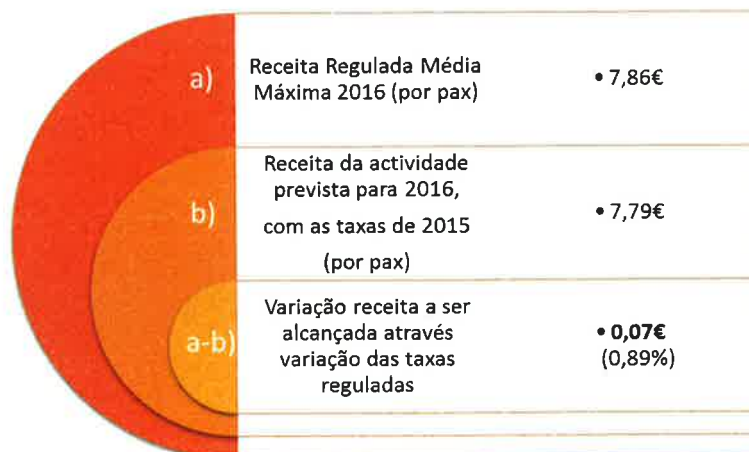 a)
Receita Regulada Média
Máxima 2016 (por pax)
• 7,86€
b)
Receita da actividade
prevista para 2016,
com as taxas de 2015
(por pax)
• 7,79€
a-b)
Variação receita a ser
alcançada através
variação das taxas
reguladas
• 0,07€
(0,89%)